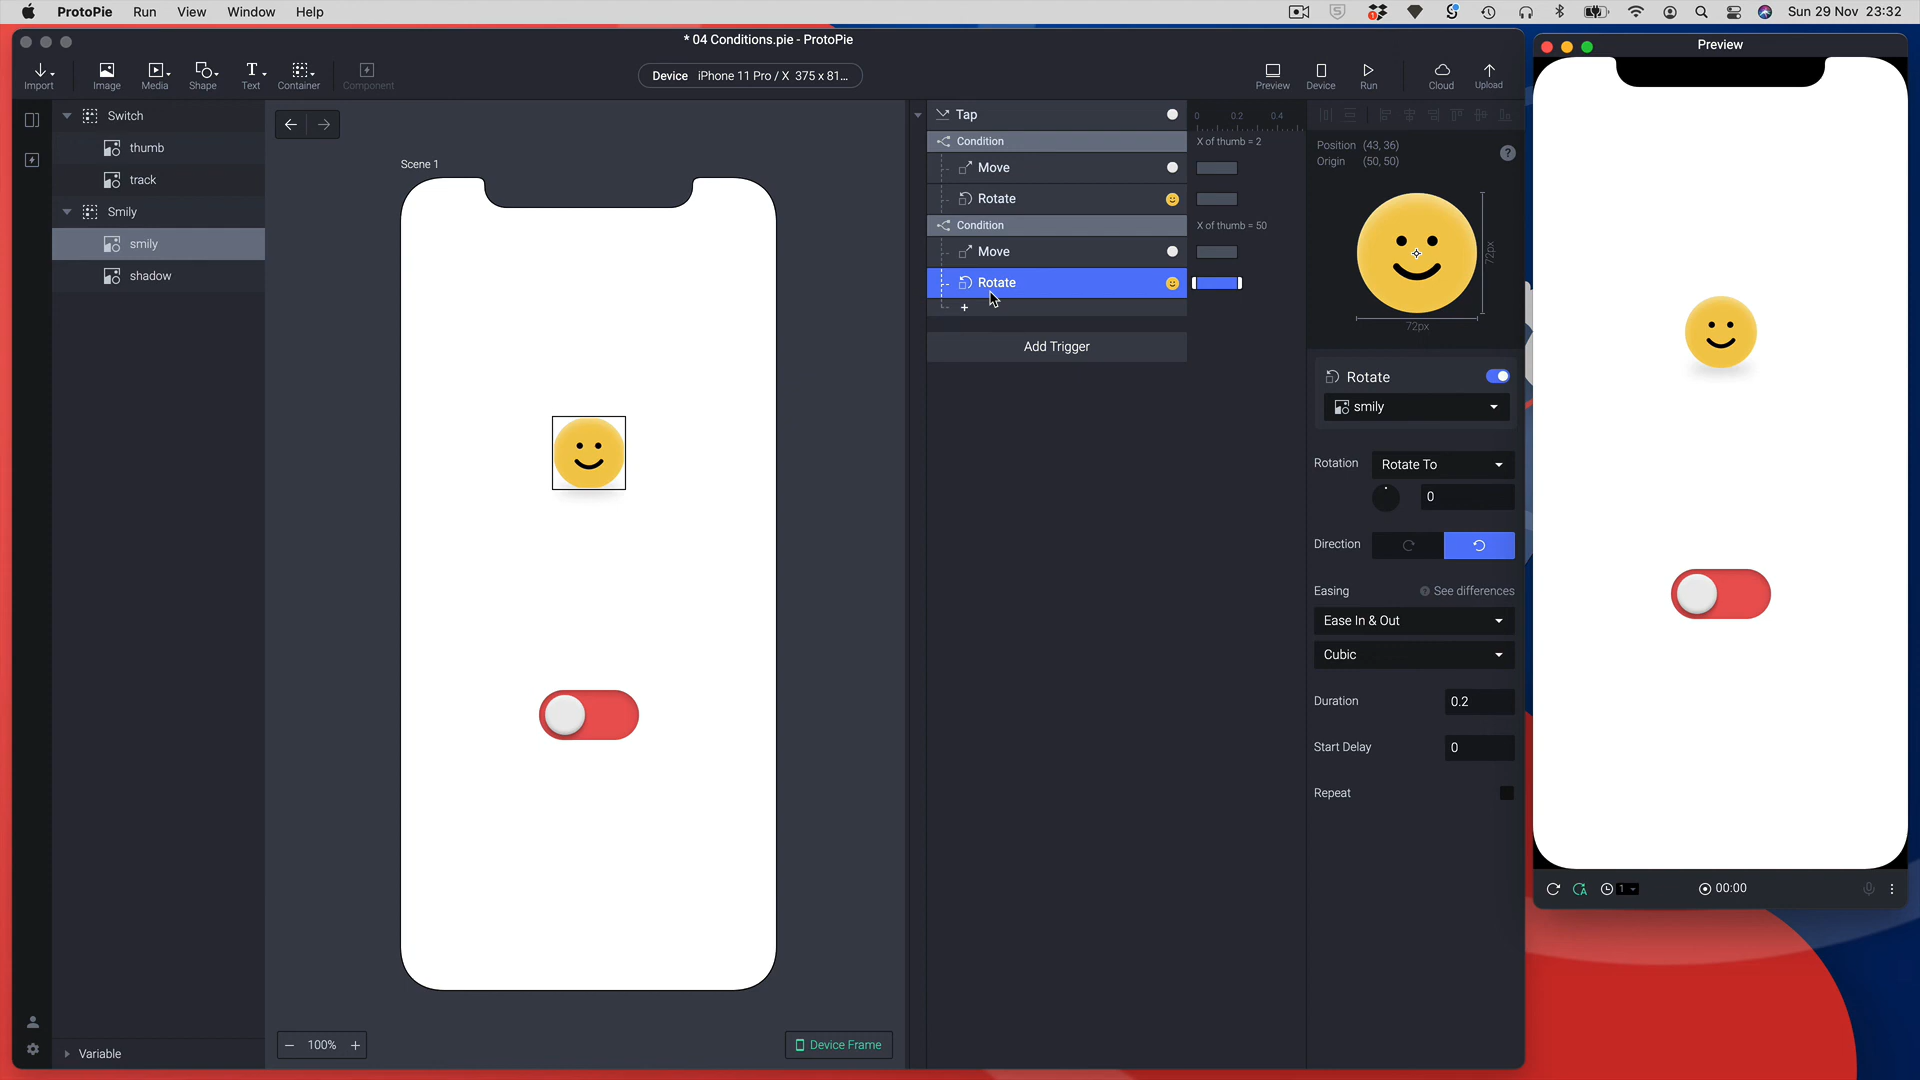 ProtoPie Run View Window Help
Sun 29 Nov 23:32
* 04 Conditions.pie - ProtoPie
Import Image Media Shape Text Container Component
Device iPhone 11 Pro / X 375 x 81...
Preview Device Run Cloud Upload
Switch
thumb
track
Smily
smily
shadow
Variable
Scene 1
100%
Device Frame
Tap
0 0.2 0.4
Condition X of thumb = 2
Move
Rotate
Condition X of thumb = 50
Move
Rotate
+
Add Trigger
Position (43, 36)
Origin (50, 50)
?
72px
72px
Rotate
smily
Rotation Rotate To
0
Direction
Easing ? See differences
Ease In & Out
Cubic
Duration 0.2
Start Delay 0
Repeat
Preview
1
00:00